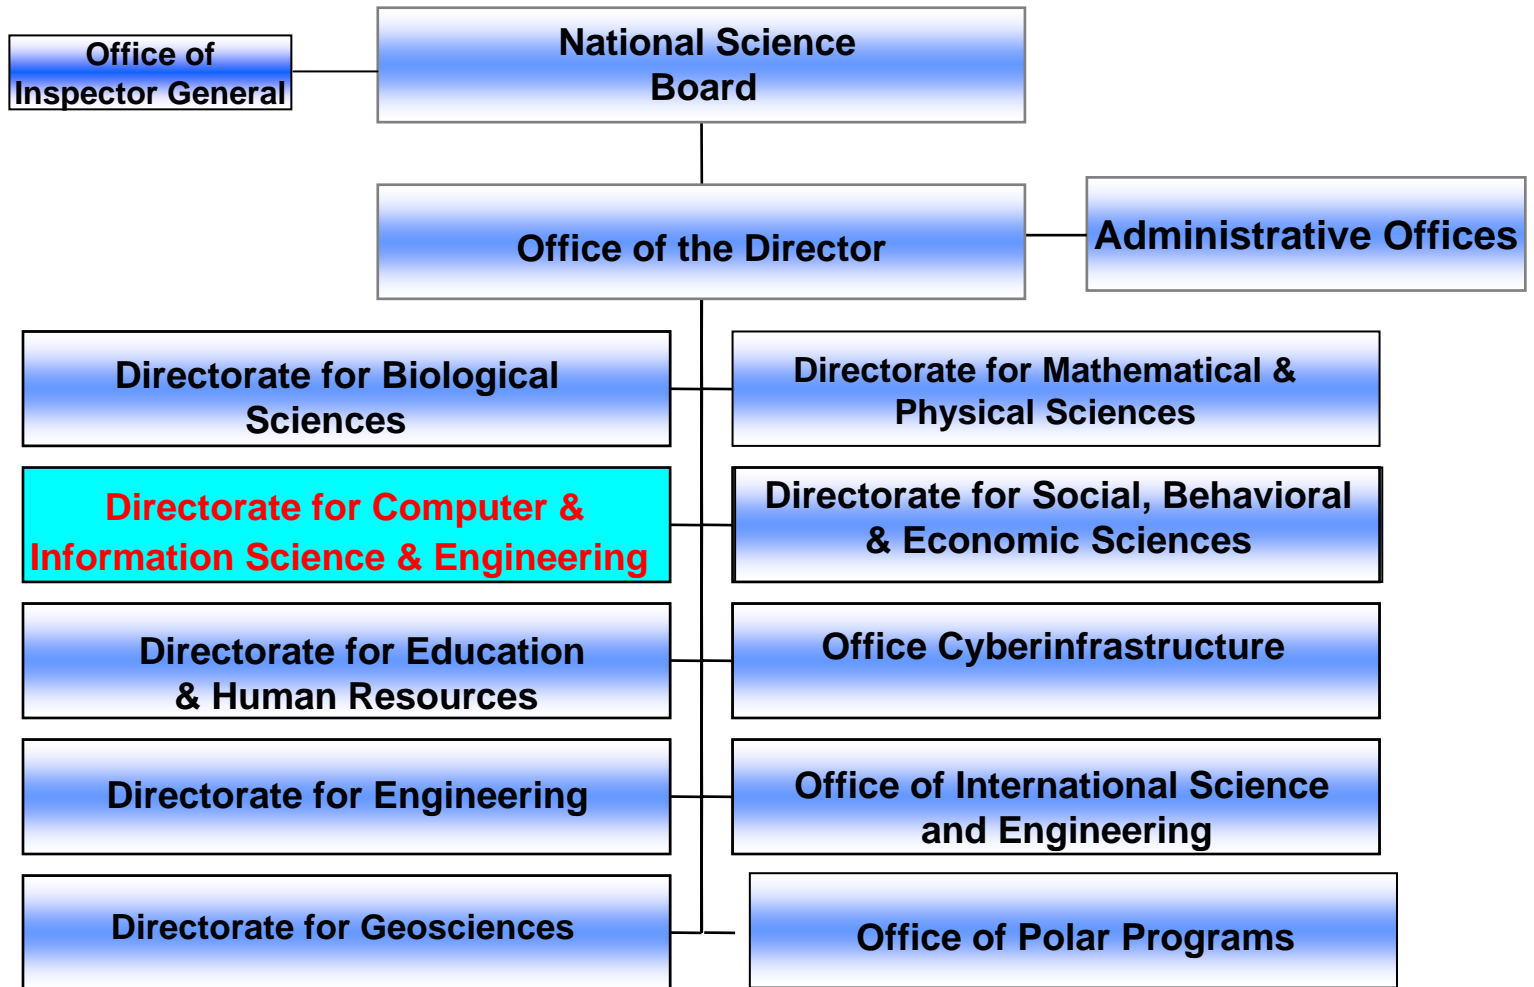 Office of
Inspector General
National Science
Board
Office of the Director
Administrative Offices
Directorate for Biological
Sciences
Directorate for Mathematical &
Physical Sciences
Directorate for Computer &
Information Science & Engineering
Directorate for Social, Behavioral
& Economic Sciences
Directorate for Education
& Human Resources
Office Cyberinfrastructure
Directorate for Engineering
Office of International Science
and Engineering
Directorate for Geosciences
Office of Polar Programs